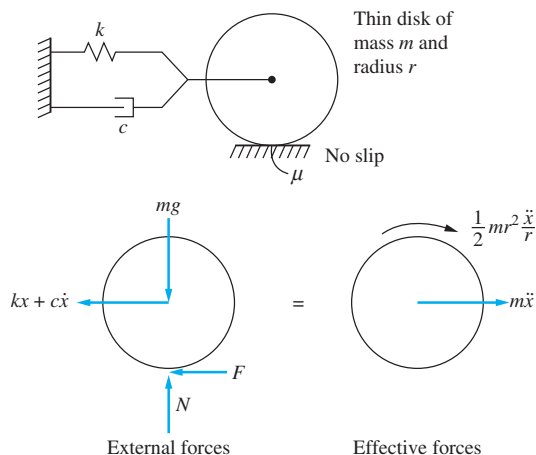 k
c
Thin disk of
mass m and
radius r
No slip
μ
mg
kx + cẋ
F
N
=
½ mr² ẍ/r
mẍ
External forces
Effective forces